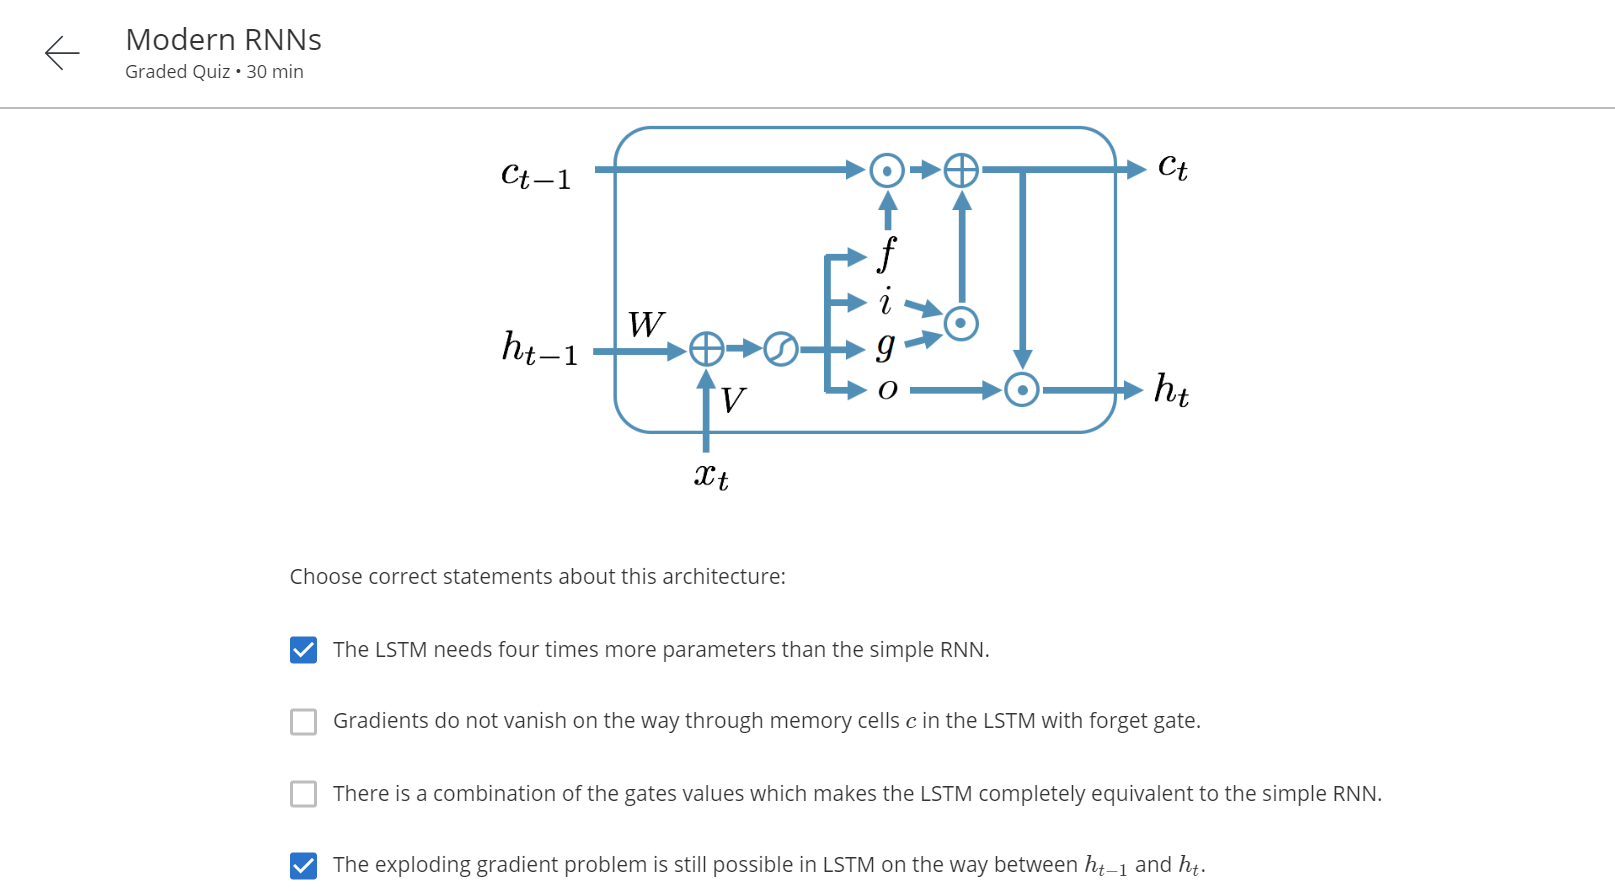 Modern RNNs
Graded Quiz • 30 min
c_{t−1}
c_t
f
i
W
h_{t−1}
g
V
o
h_t
x_t
Choose correct statements about this architecture:
The LSTM needs four times more parameters than the simple RNN.
Gradients do not vanish on the way through memory cells c in the LSTM with forget gate.
There is a combination of the gates values which makes the LSTM completely equivalent to the simple RNN.
The exploding gradient problem is still possible in LSTM on the way between h_{t−1} and h_t.